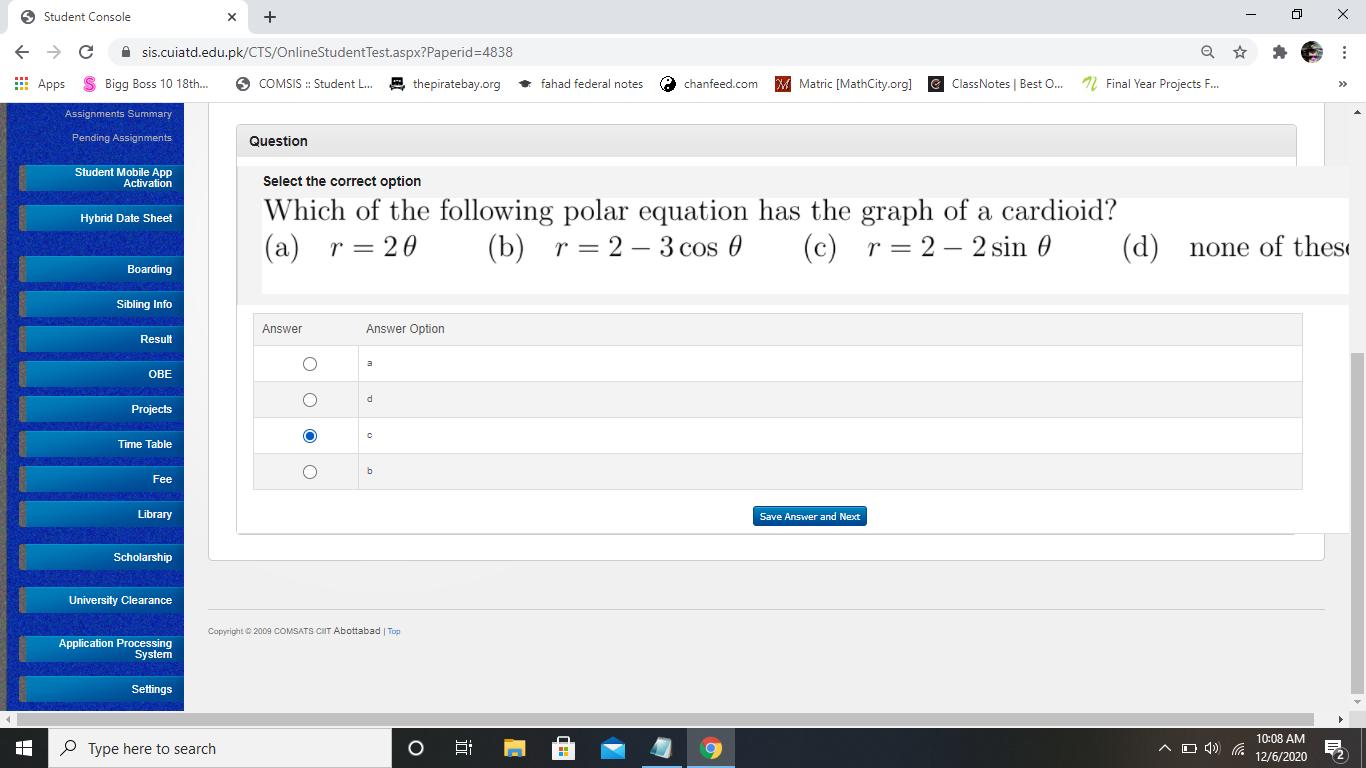 Student Console
sis.cuiatd.edu.pk/CTS/OnlineStudentTest.aspx?Paperid=4838
Apps Bigg Boss 10 18th... COMSIS :: Student L... thepiratebay.org fahad federal notes chanfeed.com Matric [MathCity.org] ClassNotes | Best O... Final Year Projects F... »
Assignments Summary
Pending Assignments
Student Mobile App
Activation
Hybrid Date Sheet
Boarding
Sibling Info
Result
OBE
Projects
Time Table
Fee
Library
Scholarship
University Clearance
Application Processing
System
Settings
Question
Select the correct option
Which of the following polar equation has the graph of a cardioid?
(a) r = 2 θ (b) r = 2 − 3 cos θ (c) r = 2 − 2 sin θ (d) none of these
Answer Answer Option
a
d
c
b
Save Answer and Next
Copyright © 2009 COMSATS CIIT Abottabad | Top
Type here to search
10:08 AM
12/6/2020
2